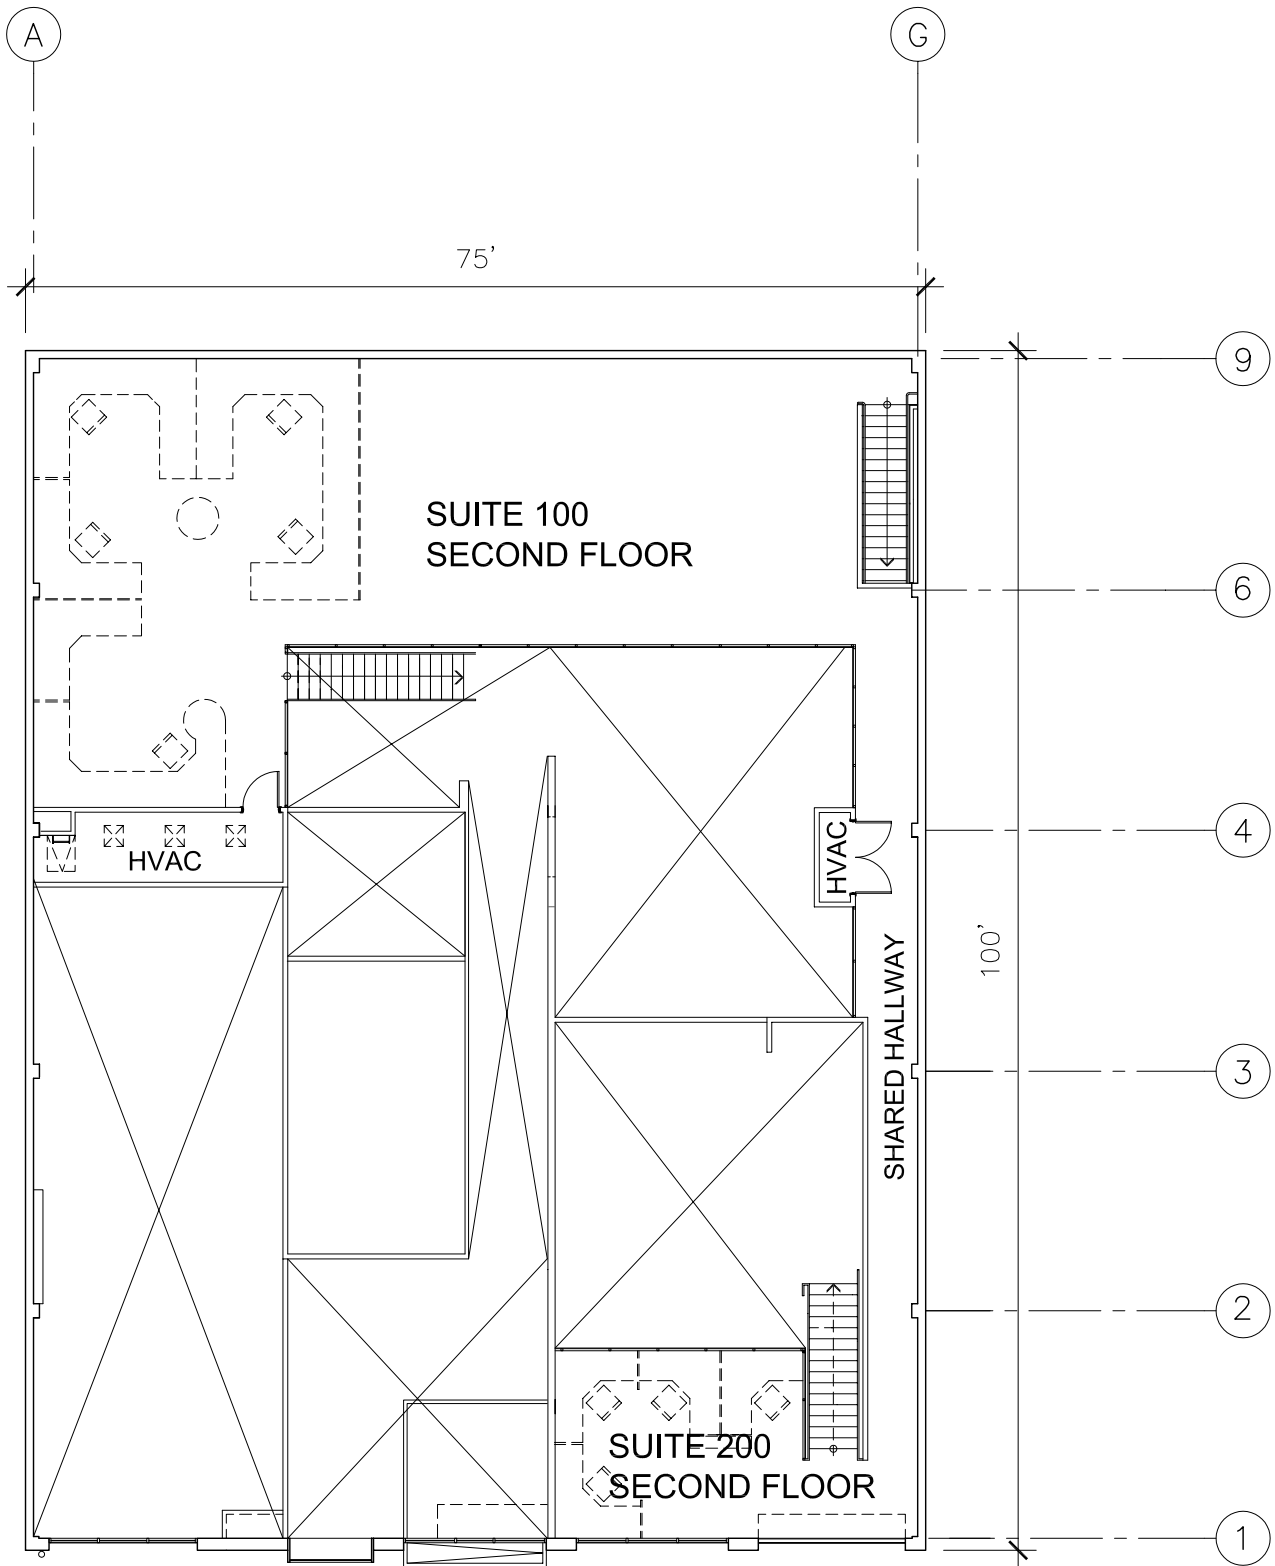 A
G
75'
9
SUITE 100
SECOND FLOOR
6
HVAC
4
HVAC
100'
SHARED HALLWAY
3
2
SUITE 200
SECOND FLOOR
1